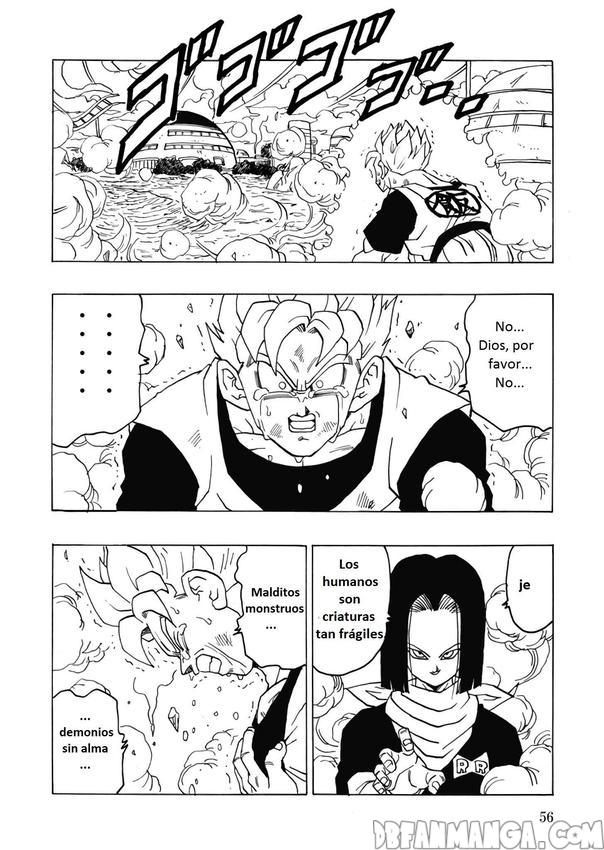 ゴゴゴゴ...
No...
Dios, por
favor...
No...
je
Los
humanos
son
criaturas
tan frágiles
RR
Malditos
monstruos
...
...
demonios
sin alma
...
56
DBFANMANGA.COM